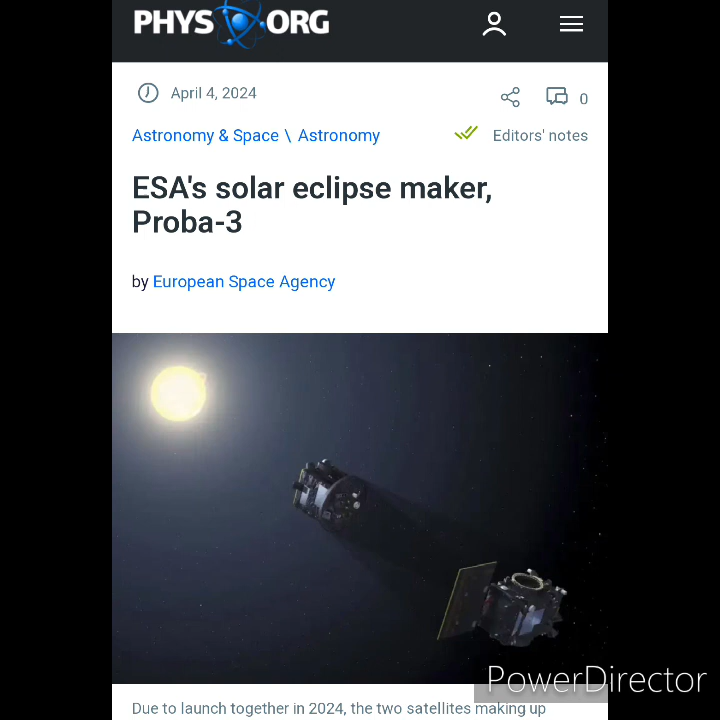 PHYS ORG
April 4, 2024
0
Astronomy & Space \ Astronomy
Editors' notes
ESA's solar eclipse maker,
Proba-3
by European Space Agency
PowerDirector
Due to launch together in 2024, the two satellites making up